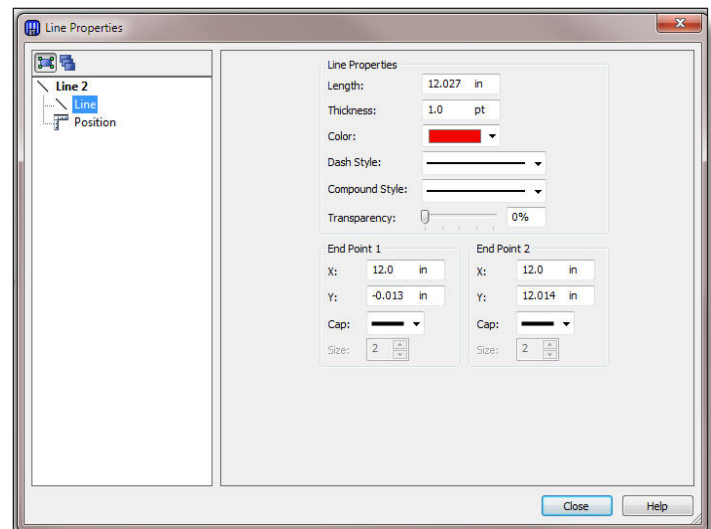 Line Properties
Line 2
Line
Position
Line Properties
Length: 12.027 in
Thickness: 1.0 pt
Color:
Dash Style:
Compound Style:
Transparency: 0%
End Point 1
X: 12.0 in
Y: -0.013 in
Cap:
Size: 2
End Point 2
X: 12.0 in
Y: 12.014 in
Cap:
Size: 2
Close
Help